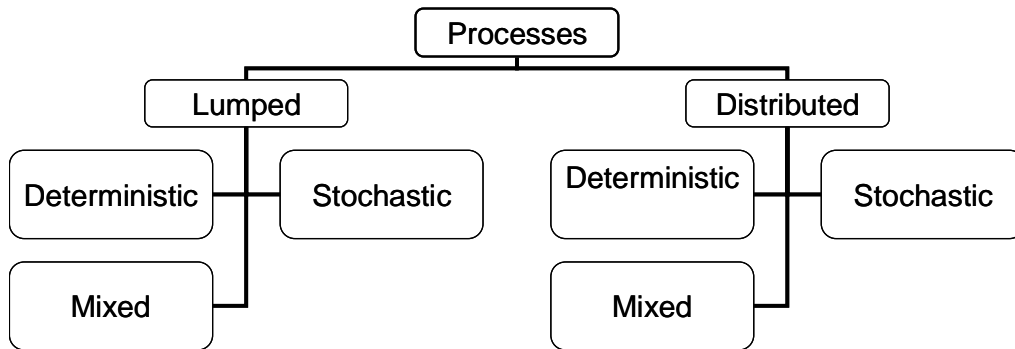 Processes
Lumped
Distributed
Deterministic
Stochastic
Deterministic
Stochastic
Mixed
Mixed